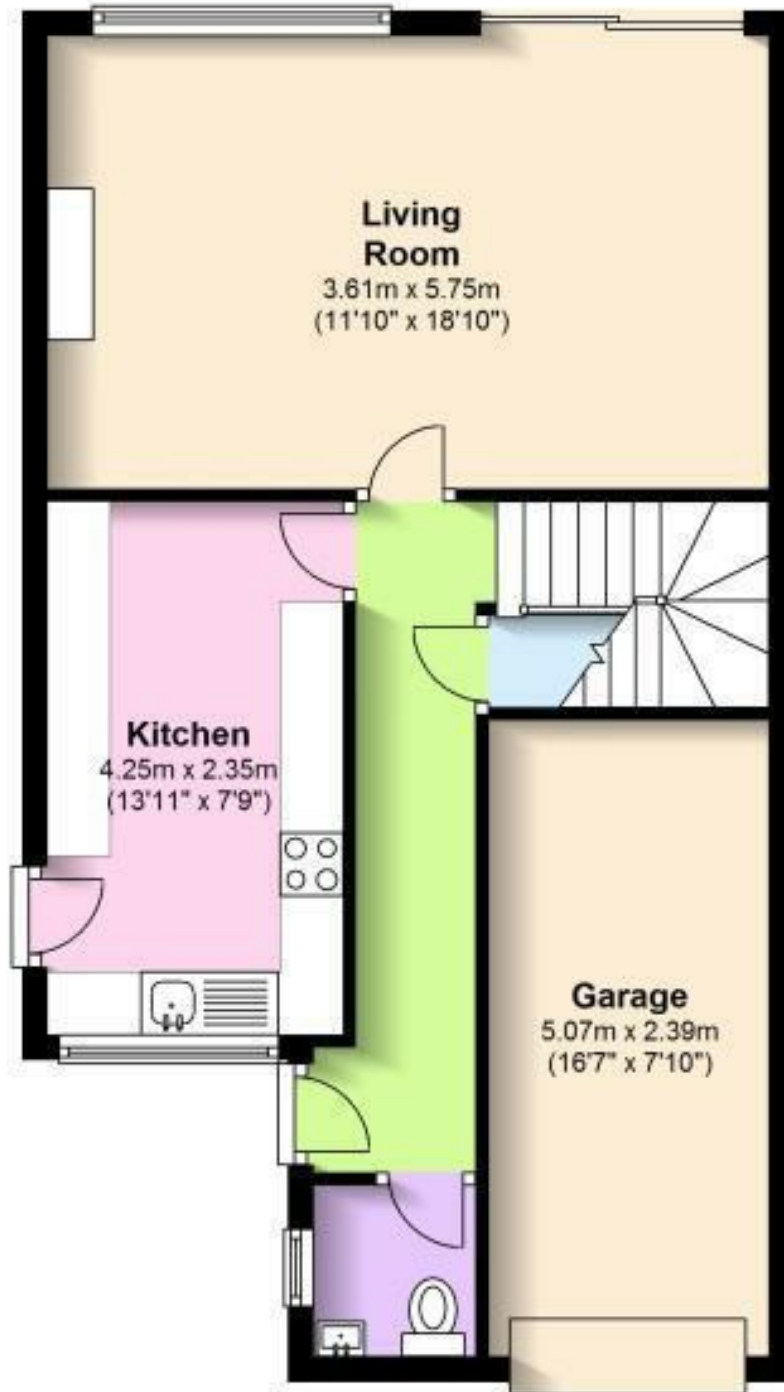 Living
Room
3.61m x 5.75m
(11'10" x 18'10")
Kitchen
4.25m x 2.35m
(13'11" x 7'9")
Garage
5.07m x 2.39m
(16'7" x 7'10")